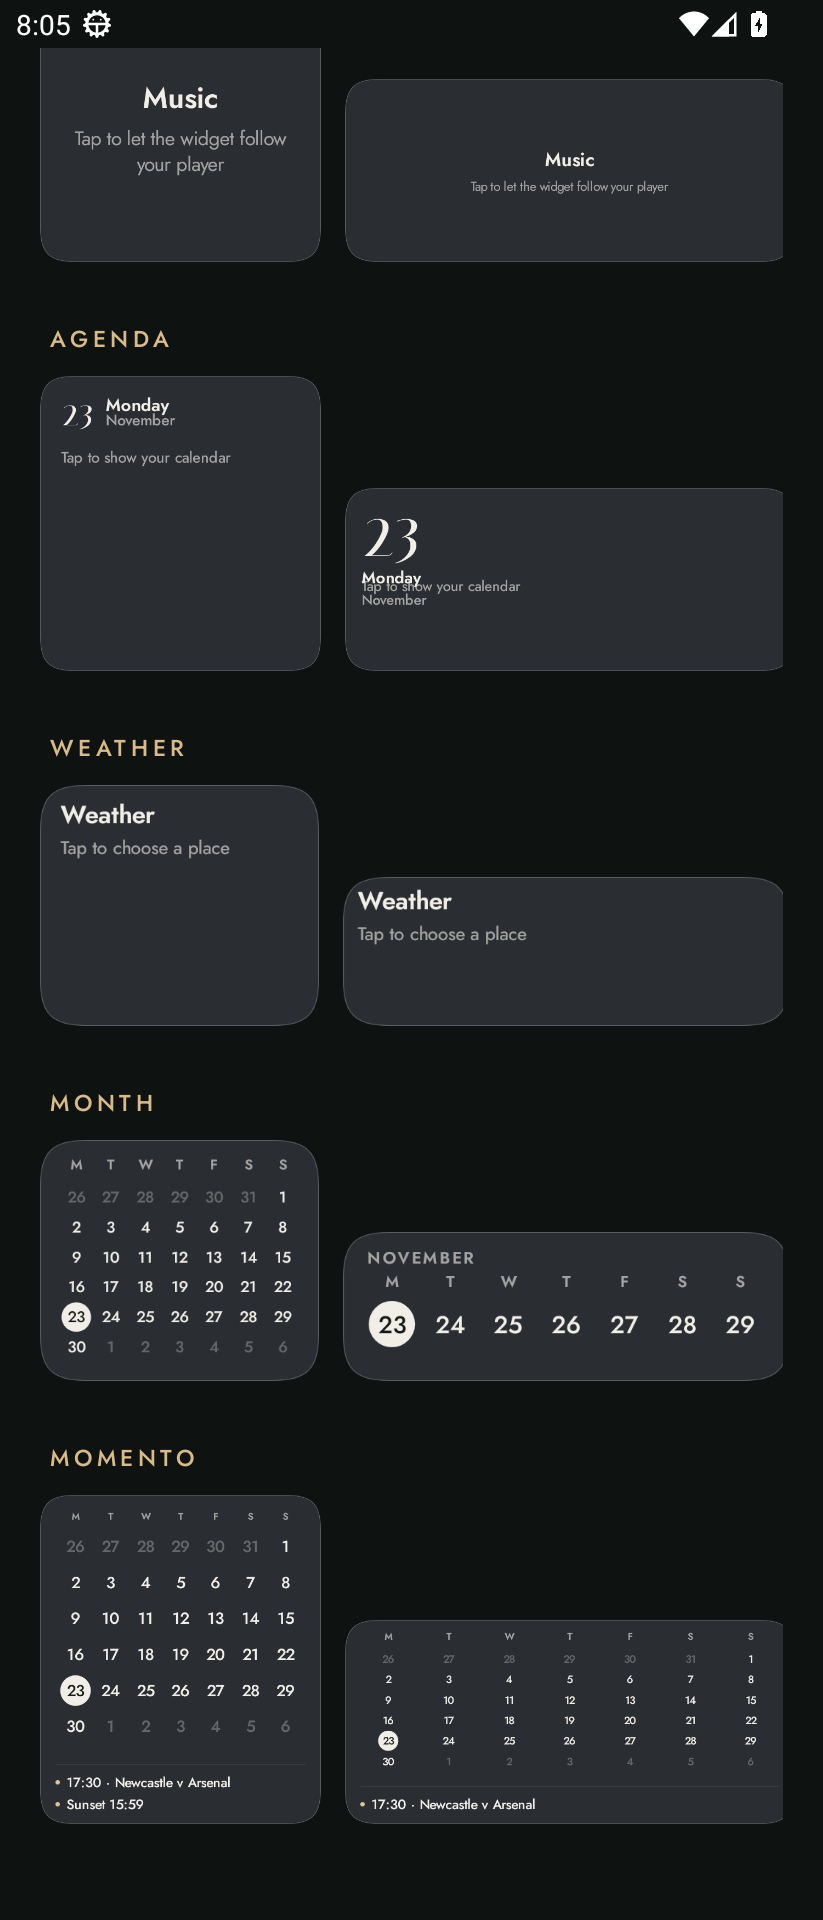 8:05
Music
Tap to let the widget follow
your player
Music
Tap to let the widget follow your player
AGENDA
23 Monday
November
Tap to show your calendar
23
Monday
Tap to show your calendar
November
WEATHER
Weather
Tap to choose a place
Weather
Tap to choose a place
MONTH
M T W T F S S
26 27 28 29 30 31 1
2 3 4 5 6 7 8
9 10 11 12 13 14 15
16 17 18 19 20 21 22
23 24 25 26 27 28 29
30 1 2 3 4 5 6
NOVEMBER
M T W T F S S
23 24 25 26 27 28 29
MOMENTO
M T W T F S S
26 27 28 29 30 31 1
2 3 4 5 6 7 8
9 10 11 12 13 14 15
16 17 18 19 20 21 22
23 24 25 26 27 28 29
30 1 2 3 4 5 6
• 17:30 · Newcastle v Arsenal
• Sunset 15:59
M T W T F S S
26 27 28 29 30 31 1
2 3 4 5 6 7 8
9 10 11 12 13 14 15
16 17 18 19 20 21 22
23 24 25 26 27 28 29
30 1 2 3 4 5 6
• 17:30 · Newcastle v Arsenal